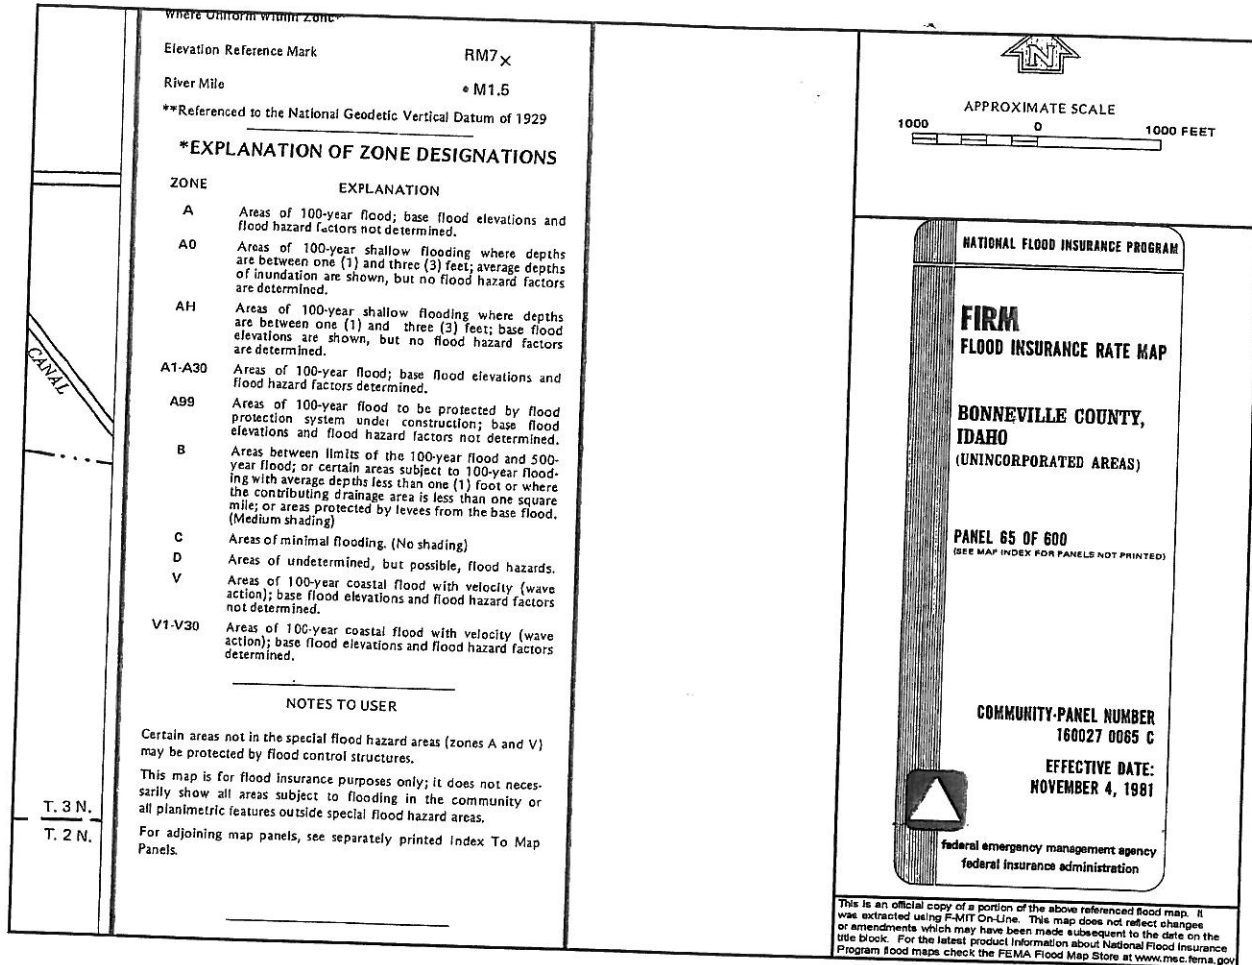 Where Uniform Within Zone**
Elevation Reference Mark RM7
River Mile • M1.5
**Referenced to the National Geodetic Vertical Datum of 1929
*EXPLANATION OF ZONE DESIGNATIONS
ZONE EXPLANATION
A Areas of 100-year flood; base flood elevations and
flood hazard factors not determined.
A0 Areas of 100-year shallow flooding where depths
are between one (1) and three (3) feet; average depths
of inundation are shown, but no flood hazard factors
are determined.
AH Areas of 100-year shallow flooding where depths
are between one (1) and three (3) feet; base flood
elevations are shown, but no flood hazard factors
are determined.
A1-A30 Areas of 100-year flood; base flood elevations and
flood hazard factors determined.
A99 Areas of 100-year flood to be protected by flood
protection system under construction; base flood
elevations and flood hazard factors not determined.
B Areas between limits of the 100-year flood and 500-
year flood; or certain areas subject to 100-year flood-
ing with average depths less than one (1) foot or where
the contributing drainage area is less than one square
mile; or areas protected by levees from the base flood.
(Medium shading)
C Areas of minimal flooding. (No shading)
D Areas of undetermined, but possible, flood hazards.
V Areas of 100-year coastal flood with velocity (wave
action); base flood elevations and flood hazard factors
not determined.
V1-V30 Areas of 100-year coastal flood with velocity (wave
action); base flood elevations and flood hazard factors
determined.
NOTES TO USER
Certain areas not in the special flood hazard areas (zones A and V)
may be protected by flood control structures.
This map is for flood insurance purposes only; it does not neces-
sarily show all areas subject to flooding in the community or
all planimetric features outside special flood hazard areas.
For adjoining map panels, see separately printed Index To Map
Panels.
CANAL
T. 3 N.
T. 2 N.
N
APPROXIMATE SCALE
1000 0 1000 FEET
NATIONAL FLOOD INSURANCE PROGRAM
FIRM
FLOOD INSURANCE RATE MAP
BONNEVILLE COUNTY,
IDAHO
(UNINCORPORATED AREAS)
PANEL 65 OF 600
(SEE MAP INDEX FOR PANELS NOT PRINTED)
COMMUNITY-PANEL NUMBER
160027 0065 C
EFFECTIVE DATE:
NOVEMBER 4, 1981
federal emergency management agency
federal insurance administration
This is an official copy of a portion of the above referenced flood map. It
was extracted using F-MIT On-Line. This map does not reflect changes
or amendments which may have been made subsequent to the date on the
title block. For the latest product information about National Flood Insurance
Program flood maps check the FEMA Flood Map Store at www.msc.fema.gov